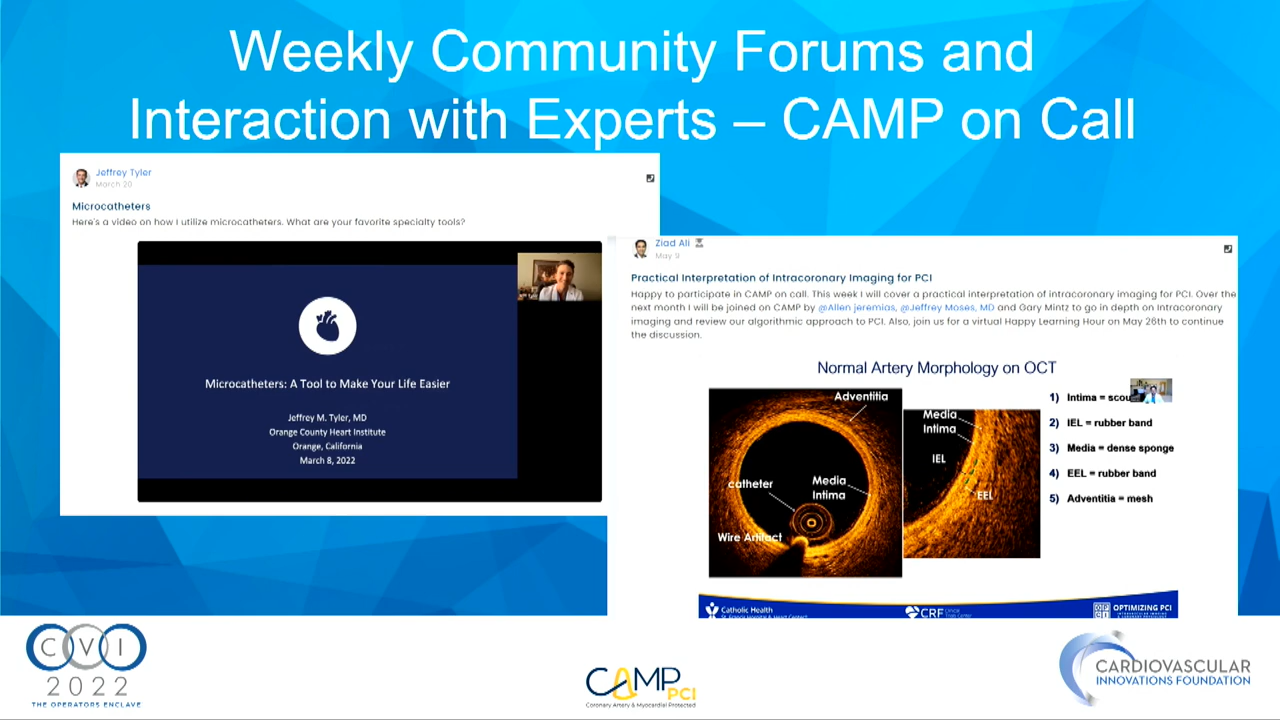 Weekly Community Forums and
Interaction with Experts – CAMP on Call
Jeffrey Tyler
March 20
Microcatheters
Here's a video on how I utilize microcatheters. What are your favorite specialty tools?
Microcatheters: A Tool to Make Your Life Easier
Jeffrey M. Tyler, MD
Orange County Heart Institute
Orange, California
March 8, 2022
Ziad Ali
May 9
Practical Interpretation of Intracoronary Imaging for PCI
Happy to participate in CAMP on call. This week I will cover a practical interpretation of intracoronary imaging for PCI. Over the
next month I will be joined on CAMP by @Allen jeremias, @Jeffrey Moses, MD and Gary Mintz to go in depth on Intracoronary
imaging and review our algorithmic approach to PCI. Also, join us for a virtual Happy Learning Hour on May 26th to continue
the discussion.
Normal Artery Morphology on OCT
Adventitia
catheter
Media
Intima
Wire Artifact
Media
Intima
IEL
EEL
1) Intima =
2) IEL = rubber band
3) Media = dense sponge
4) EEL = rubber band
5) Adventitia = mesh
Catholic Health
CRF
OPTIMIZING PCI
CVI
2022
THE OPERATORS ENCLAVE
CAMP
PCI
Coronary Artery & Myocardial Protected
CARDIOVASCULAR
INNOVATIONS FOUNDATION